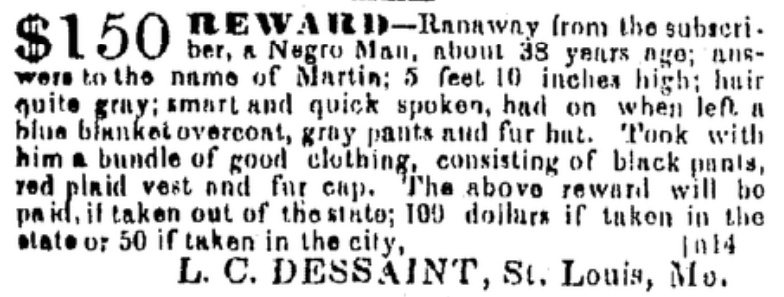 $150 REWARD—Ranaway from the subscri-
ber, a Negro Man, about 38 years age; ans-
wers to the name of Martin; 5 feet 10 inches high; hair
quite gray; smart and quick spoken, had on when left a
blue blanket overcoat, gray pants and fur hat. Took with
him a bundle of good clothing, consisting of black pants,
red plaid vest and fur cap. The above reward will be
paid, if taken out of the state; 100 dollars if taken in the
state or 50 if taken in the city,
L. C. DESSAINT, St. Louis, Mo.